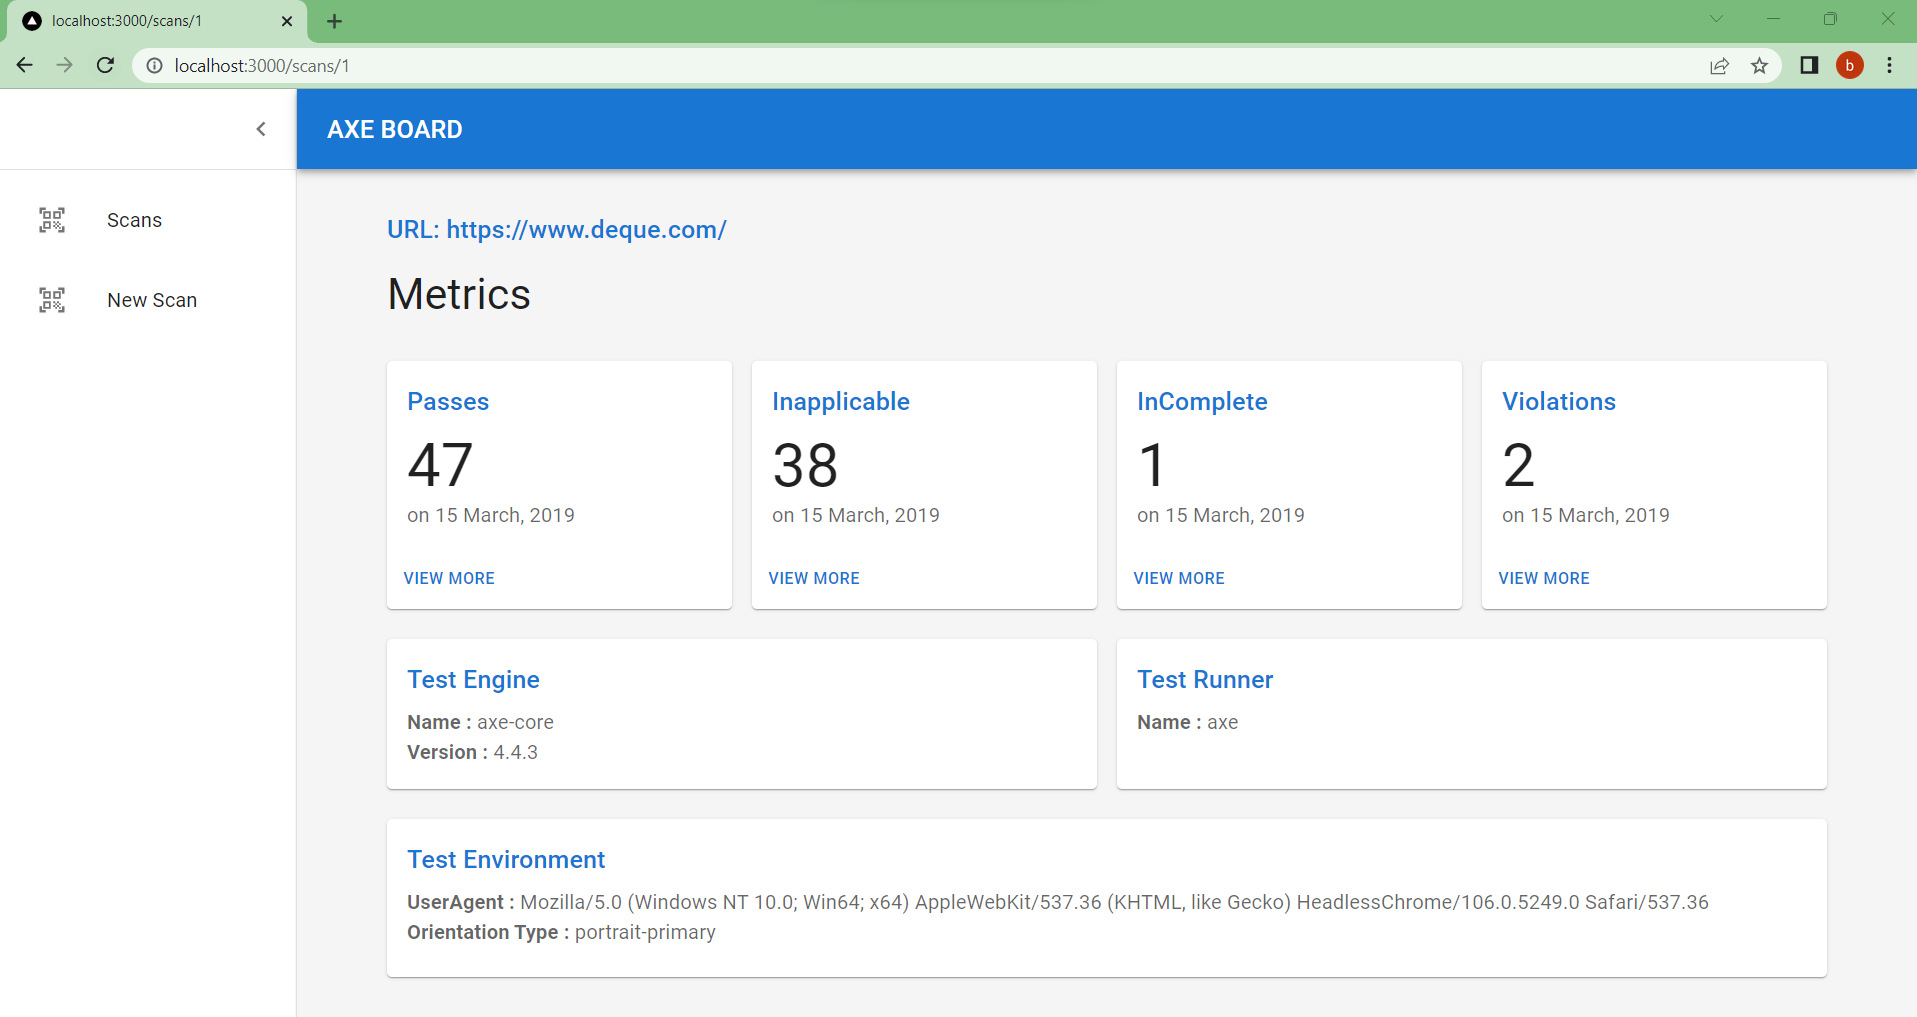 localhost:3000/scans/1
localhost:3000/scans/1
b
AXE BOARD
Scans
New Scan
URL: https://www.deque.com/
Metrics
Passes
47
on 15 March, 2019
VIEW MORE
Inapplicable
38
on 15 March, 2019
VIEW MORE
InComplete
1
on 15 March, 2019
VIEW MORE
Violations
2
on 15 March, 2019
VIEW MORE
Test Engine
Name : axe-core
Version : 4.4.3
Test Runner
Name : axe
Test Environment
UserAgent : Mozilla/5.0 (Windows NT 10.0; Win64; x64) AppleWebKit/537.36 (KHTML, like Gecko) HeadlessChrome/106.0.5249.0 Safari/537.36
Orientation Type : portrait-primary